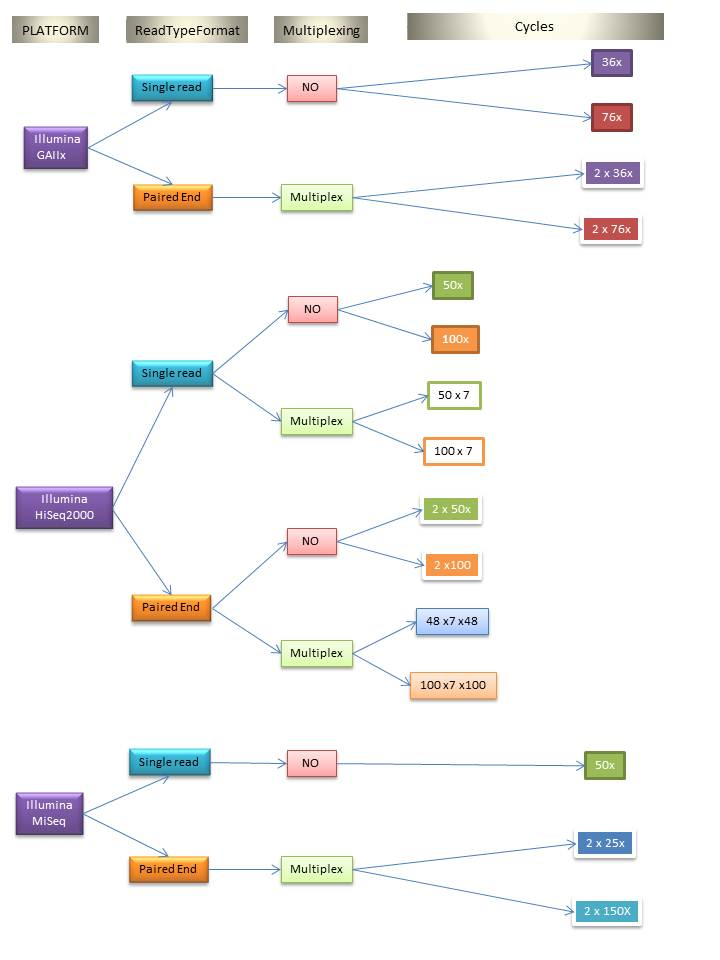 PLATFORM
ReadTypeFormat
Multiplexing
Cycles
Illumina
GAIIx
Single read
NO
36x
76x
Paired End
Multiplex
2 x 36x
2 x 76x
Illumina
HiSeq2000
Single read
NO
50x
100x
Multiplex
50 x 7
100 x 7
Paired End
NO
2 x 50x
2 x100
Multiplex
48 x7 x48
100 x7 x100
Illumina
MiSeq
Single read
NO
50x
Paired End
Multiplex
2 x 25x
2 x 150X